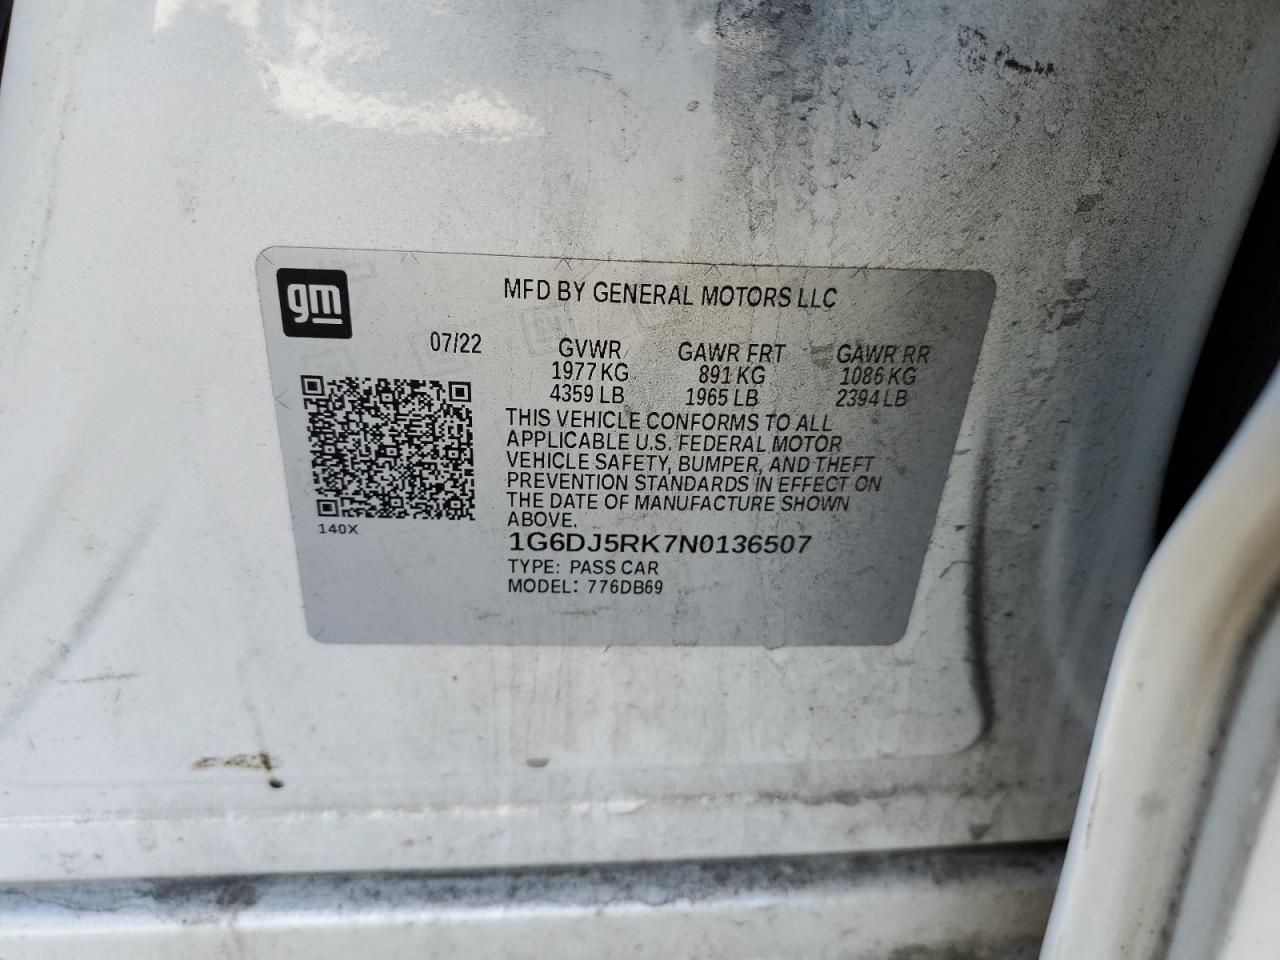 gm
MFD BY GENERAL MOTORS LLC
07/22
GVWR GAWR FRT GAWR RR
1977 KG 891 KG 1086 KG
4359 LB 1965 LB 2394 LB
THIS VEHICLE CONFORMS TO ALL
APPLICABLE U.S. FEDERAL MOTOR
VEHICLE SAFETY, BUMPER, AND THEFT
PREVENTION STANDARDS IN EFFECT ON
THE DATE OF MANUFACTURE SHOWN
ABOVE.
140X
1G6DJ5RK7N0136507
TYPE: PASS CAR
MODEL: 776DB69